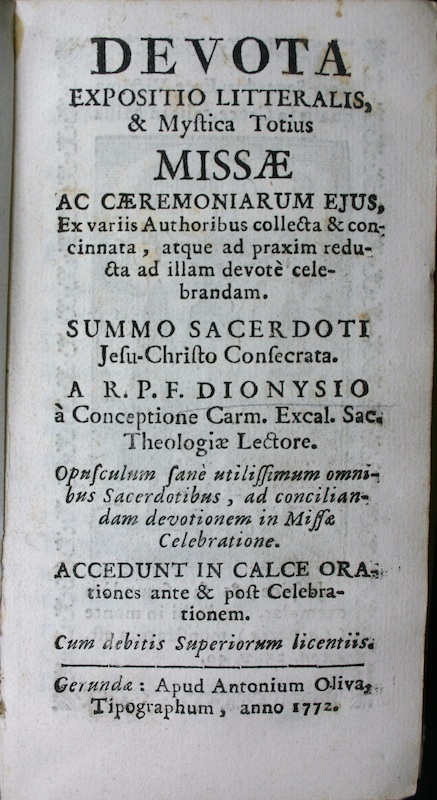 DEVOTA
EXPOSITIO LITTERALIS,
& Myſtica Totius
MISSÆ
AC CÆREMONIARUM EJUS,
Ex variis Authoribus collecta & con-
cinnata, atque ad praxim redu-
cta ad illam devotè cele-
brandam.
SUMMO SACERDOTI
Jeſu-Chriſto Conſecrata.
A R. P. F. DIONYSIO
à Conceptione Carm. Excal. Sac.
Theologiæ Lectore.
Opuſculum ſanè utiliſſimum omni-
bus Sacerdotibus, ad concilian-
dam devotionem in Miſſæ
Celebratione.
ACCEDUNT IN CALCE ORA-
tiones ante & poſt Celebra-
tionem.
Cum debitis Superiorum licentiis.
Gerundæ: Apud Antonium Oliva,
Tipographum, anno 1772.